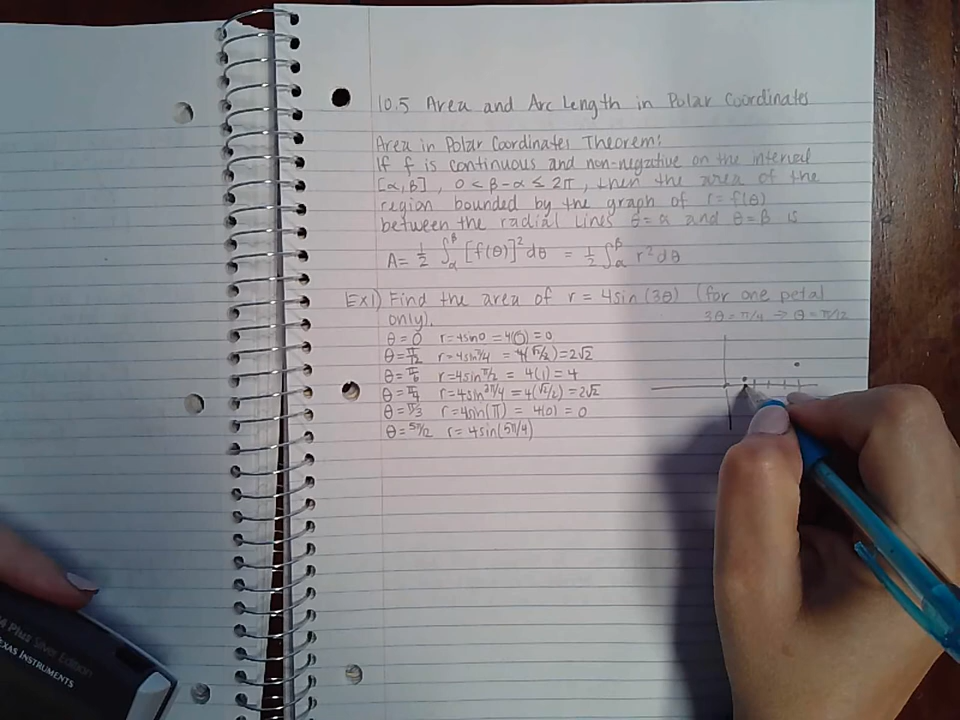 10.5 Area and Arc Length in Polar Coordinates
Area in Polar Coordinates Theorem:
If f is continuous and non-negative on the interval
[α,β], 0 < β-α ≤ 2π, then the area of the
region bounded by the graph of r = f(θ)
between the radial lines θ=α and θ=β is
A = 1/2 ∫_α^β [f(θ)]² dθ = 1/2 ∫_α^β r² dθ
Ex1) Find the area of r = 4sin(3θ) (for one petal
only). 3θ = π/4 → θ = π/12
θ = 0 r=4sin0 = 4(0) = 0
θ = π/12 r=4sinπ/4 = 4(√2/2) = 2√2
θ = π/6 r=4sinπ/2 = 4(1) = 4
θ = π/4 r=4sin3π/4 = 4(√2/2) = 2√2
θ = π/3 r=4sin(π) = 4(0) = 0
θ = 5π/12 r = 4sin(5π/4)
Plus Silver Edition
TEXAS INSTRUMENTS